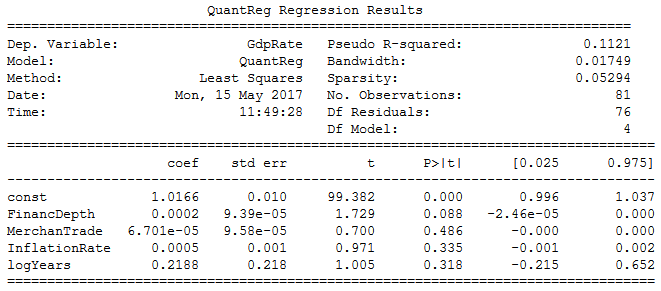 QuantReg Regression Results
==============================================================================
Dep. Variable:                GdpRate   Pseudo R-squared:               0.1121
Model:                       QuantReg   Bandwidth:                     0.01749
Method:                 Least Squares   Sparsity:                      0.05294
Date:                Mon, 15 May 2017   No. Observations:                   81
Time:                        11:49:28   Df Residuals:                       76
Df Model:                            4
==============================================================================
coef    std err          t      P>|t|      [0.025      0.975]
------------------------------------------------------------------------------
const            1.0166      0.010     99.382      0.000       0.996       1.037
FinancDepth      0.0002   9.39e-05      1.729      0.088   -2.46e-05       0.000
MerchanTrade  6.701e-05   9.58e-05      0.700      0.486      -0.000       0.000
InflationRate    0.0005      0.001      0.971      0.335      -0.001       0.002
logYears         0.2188      0.218      1.005      0.318      -0.215       0.652
==============================================================================